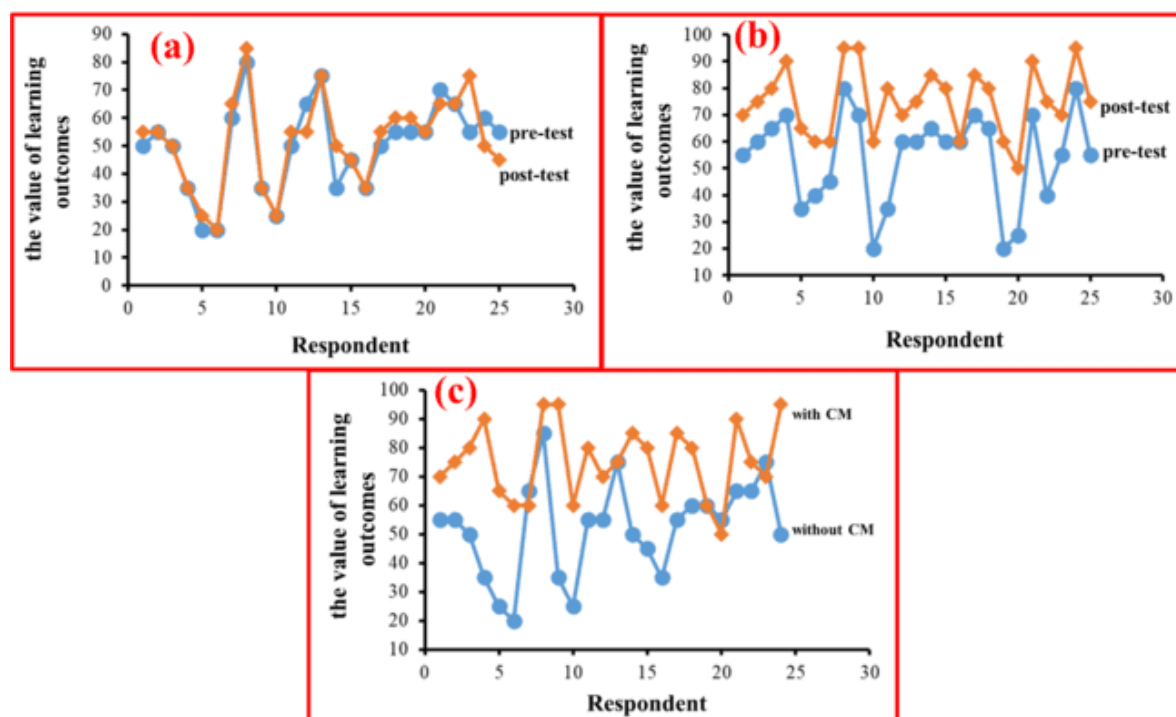 (a)
the value of learning
outcomes
90
80
70
60
50
40
30
20
10
0
pre-test
post-test
0 5 10 15 20 25 30
Respondent
(b)
the value of learning
outcomes
100
90
80
70
60
50
40
30
20
10
post-test
pre-test
0 5 10 15 20 25 30
Respondent
(c)
the value of learning
outcomes
100
90
80
70
60
50
40
30
20
10
with CM
without CM
0 5 10 15 20 25 30
Respondent